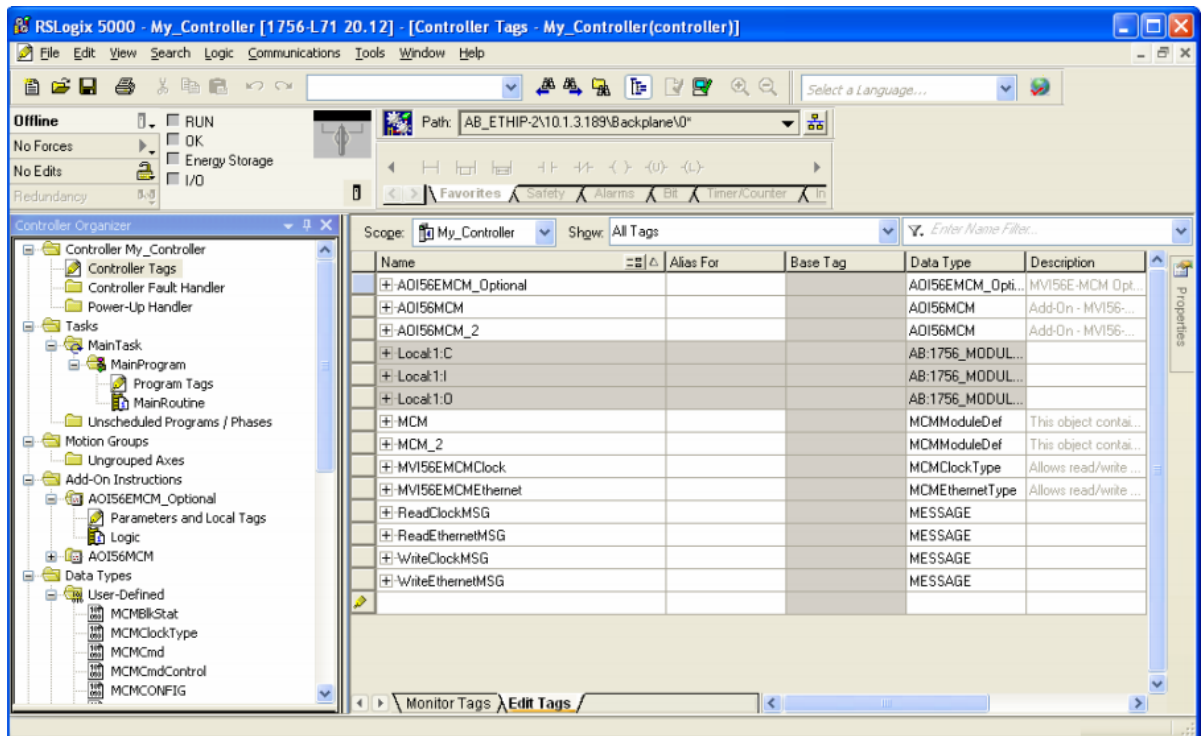 RSLogix 5000 - My_Controller [1756-L71 20.12] - [Controller Tags - My_Controller(controller)]
File Edit View Search Logic Communications Tools Window Help
Select a Language...
Offline
RUN
No Forces
OK
No Edits
Energy Storage
Redundancy
I/O
Path: AB_ETHIP-2\10.1.3.189\Backplane\0*
Favorites Safety Alarms Bit Timer/Counter In
Controller Organizer
Controller My_Controller
Controller Tags
Controller Fault Handler
Power-Up Handler
Tasks
MainTask
MainProgram
Program Tags
MainRoutine
Unscheduled Programs / Phases
Motion Groups
Ungrouped Axes
Add-On Instructions
AOI56EMCM_Optional
Parameters and Local Tags
Logic
AOI56MCM
Data Types
User-Defined
MCMBlkStat
MCMClockType
MCMCmd
MCMCmdControl
MCMCONFIG
Scope: My_Controller Show: All Tags Enter Name Filter...
Name Alias For Base Tag Data Type Description
AOI56EMCM_Optional AOI56EMCM_Opti... MVI56E-MCM Opt...
AOI56MCM AOI56MCM Add-On - MVI56-...
AOI56MCM_2 AOI56MCM Add-On - MVI56-...
Local:1:C AB:1756_MODUL...
Local:1:I AB:1756_MODUL...
Local:1:O AB:1756_MODUL...
MCM MCMModuleDef This object contai...
MCM_2 MCMModuleDef This object contai...
MVI56EMCMClock MCMClockType Allows read/write ...
MVI56EMCMEthernet MCMEthernetType Allows read/write ...
ReadClockMSG MESSAGE
ReadEthernetMSG MESSAGE
WriteClockMSG MESSAGE
WriteEthernetMSG MESSAGE
Monitor Tags Edit Tags
Properties